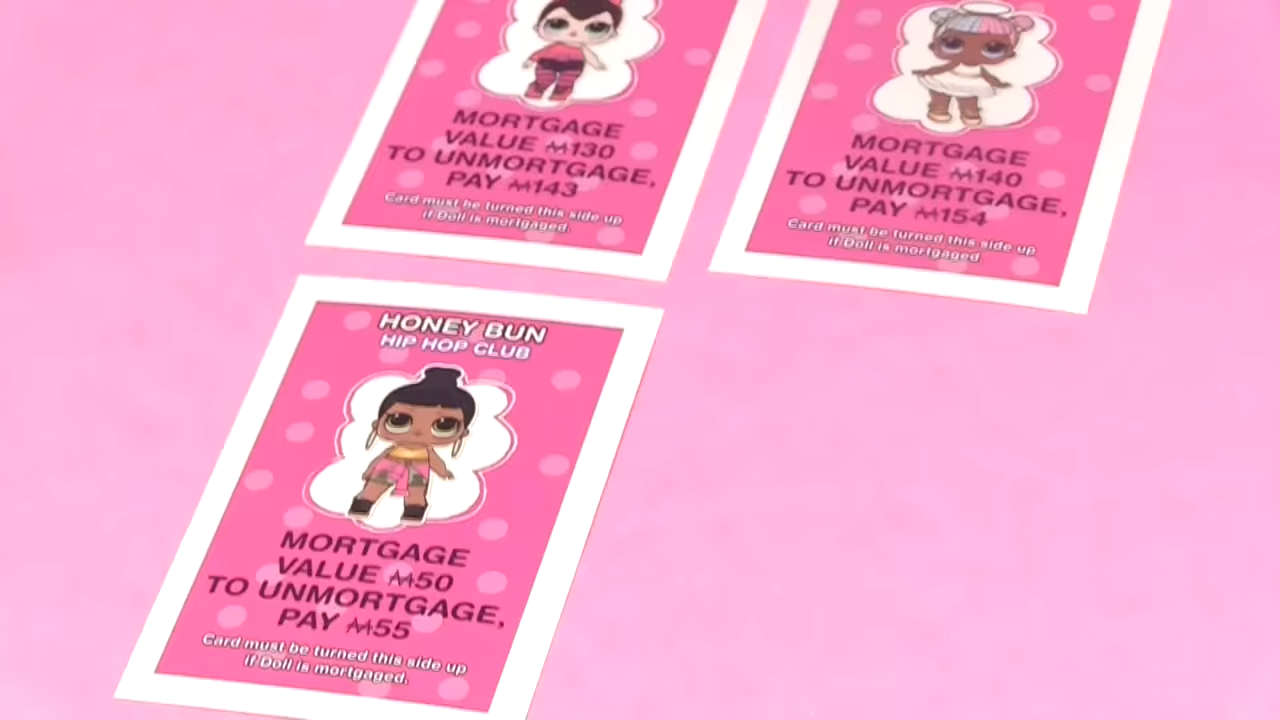 MORTGAGE
VALUE ₩130
TO UNMORTGAGE,
PAY ₩143
Card must be turned this side up
if Doll is mortgaged.
MORTGAGE
VALUE ₩140
TO UNMORTGAGE,
PAY ₩154
Card must be turned this side up
if Doll is mortgaged
HONEY BUN
HIP HOP CLUB
MORTGAGE
VALUE ₩50
TO UNMORTGAGE,
PAY ₩55
Card must be turned this side up
if Doll is mortgaged.